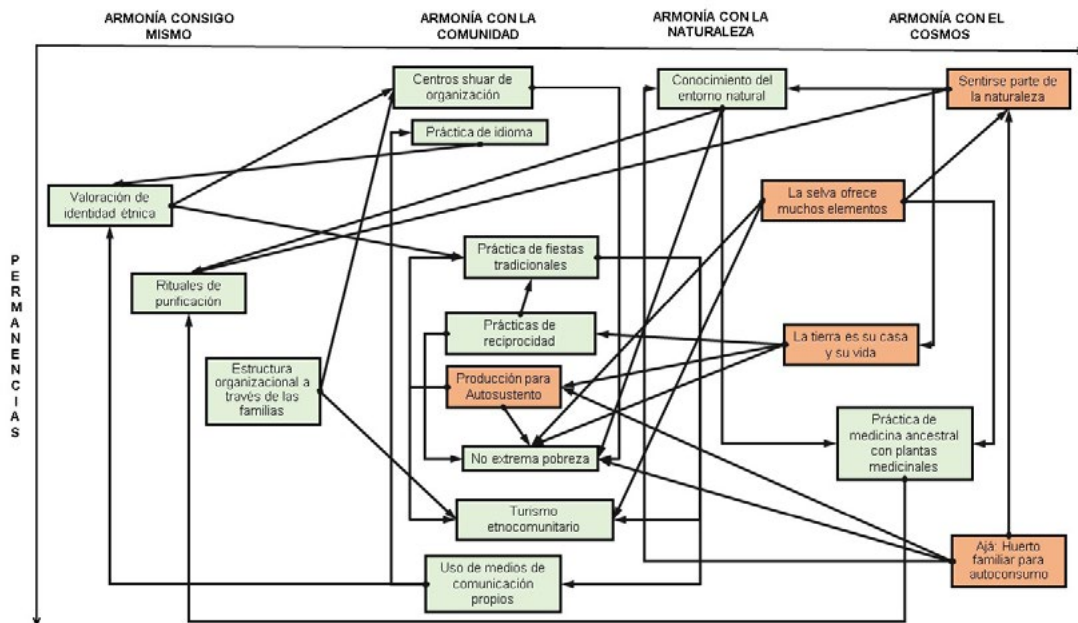 ARMONÍA CONSIGO
MISMO
ARMONÍA CON LA
COMUNIDAD
ARMONÍA CON LA
NATURALEZA
ARMONÍA CON EL
COSMOS
PERMANENCIAS
Centros shuar de
organización
Conocimiento del
entorno natural
Sentirse parte de
la naturaleza
Práctica de idioma
Valoración de
identidad étnica
La selva ofrece
muchos elementos
Práctica de fiestas
tradicionales
Rituales de
purificación
Prácticas de
reciprocidad
La tierra es su casa
y su vida
Estructura
organizacional a
través de las
familias
Producción para
Autosustento
Práctica de
medicina ancestral
con plantas
medicinales
No extrema pobreza
Turismo
etnocomunitario
Ajá: Huerto
familiar para
autoconsumo
Uso de medios de
comunicación
propios